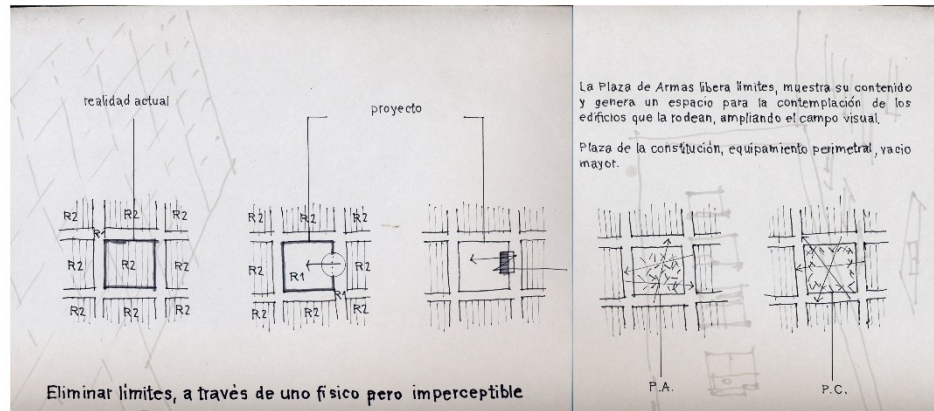 realidad actual
proyecto
R2 R2 R2
R1
R2 R2 R2
R2 R2 R2
R2 R2 R2
R2 R1 R2
R1
R2 R2 R2
Eliminar límites, a través de uno físico pero imperceptible
La Plaza de Armas libera límites, muestra su contenido
y genera un espacio para la contemplación de los
edificios que la rodean, ampliando el campo visual.
Plaza de la constitución, equipamiento perimetral, vacio
mayor.
P.A.
P.C.